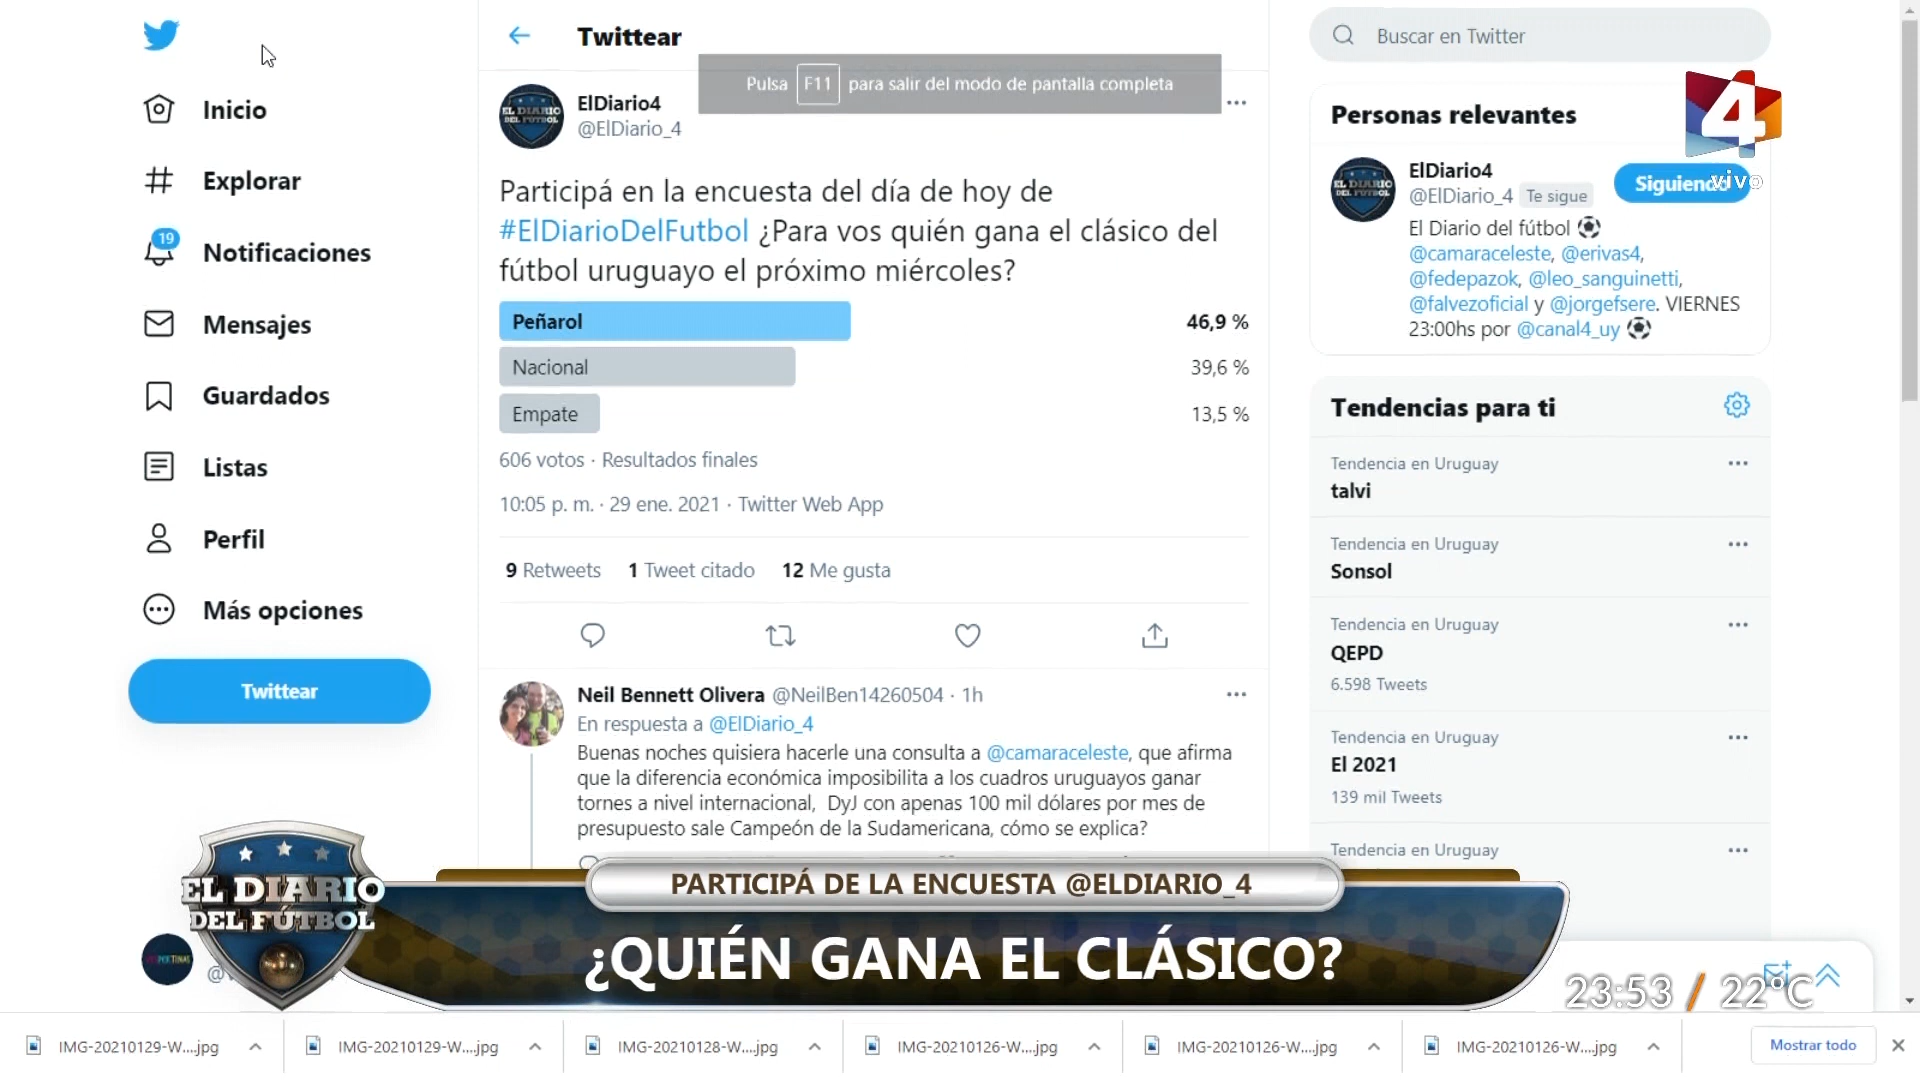 Inicio
Explorar
19
Notificaciones
Mensajes
Guardados
Listas
Perfil
Más opciones
Twittear
Twittear
Pulsa F11 para salir del modo de pantalla completa
EL DIARIO
DEL FÚTBOL
ElDiario4
@ElDiario_4
Participá en la encuesta del día de hoy de
#ElDiarioDelFutbol ¿Para vos quién gana el clásico del
fútbol uruguayo el próximo miércoles?
Peñarol 46,9 %
Nacional 39,6 %
Empate 13,5 %
606 votos · Resultados finales
10:05 p. m. · 29 ene. 2021 · Twitter Web App
9 Retweets 1 Tweet citado 12 Me gusta
Neil Bennett Olivera @NeilBen14260504 · 1h
En respuesta a @ElDiario_4
Buenas noches quisiera hacerle una consulta a @camaraceleste, que afirma
que la diferencia económica imposibilita a los cuadros uruguayos ganar
tornes a nivel internacional, DyJ con apenas 100 mil dólares por mes de
presupuesto sale Campeón de la Sudamericana, cómo se explica?
Buscar en Twitter
Personas relevantes
4
vivo
EL DIARIO
DEL FÚTBOL
ElDiario4
@ElDiario_4 Te sigue
Siguiendo
El Diario del fútbol
@camaraceleste, @erivas4,
@fedepazok, @leo_sanguinetti,
@falvezoficial y @jorgefsere. VIERNES
23:00hs por @canal4_uy
Tendencias para ti
Tendencia en Uruguay
talvi
Tendencia en Uruguay
Sonsol
Tendencia en Uruguay
QEPD
6.598 Tweets
Tendencia en Uruguay
El 2021
139 mil Tweets
Tendencia en Uruguay
EL DIARIO
DEL FÚTBOL
PARTICIPÁ DE LA ENCUESTA @ELDIARIO_4
¿QUIÉN GANA EL CLÁSICO?
23:53 / 22°C
IMG-20210129-W....jpg
IMG-20210129-W....jpg
IMG-20210128-W....jpg
IMG-20210126-W....jpg
IMG-20210126-W....jpg
IMG-20210126-W....jpg
Mostrar todo